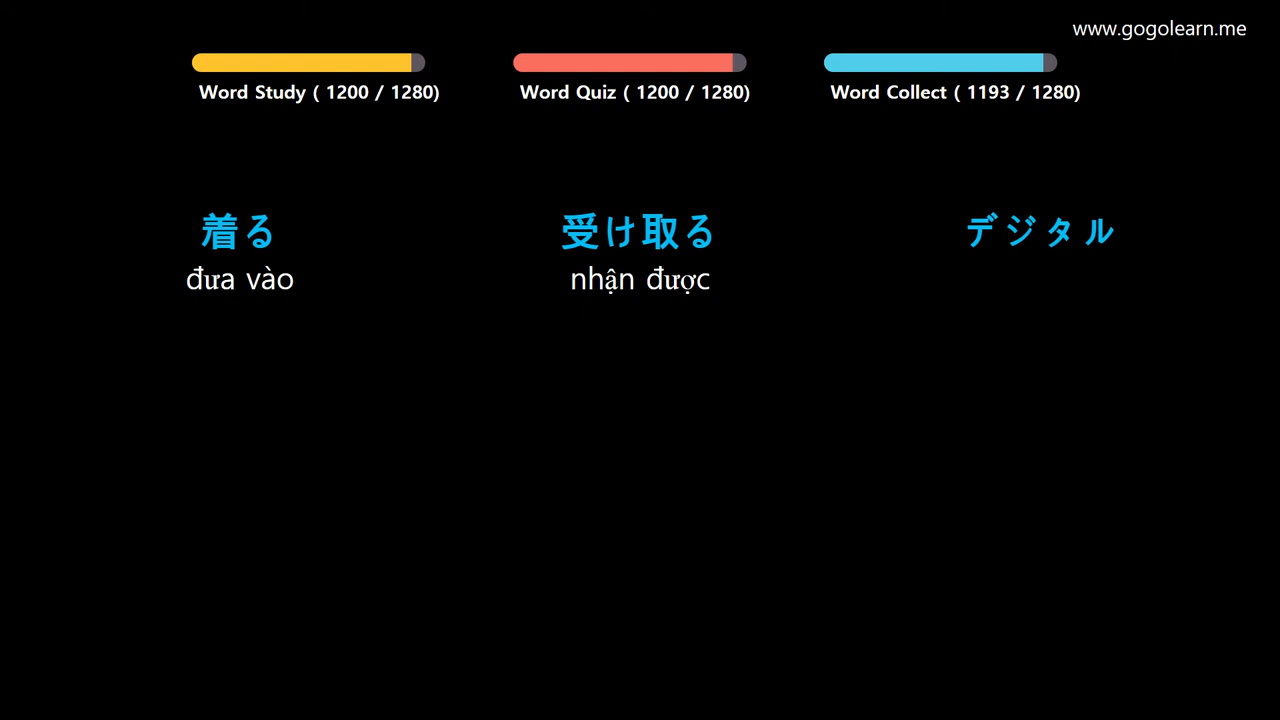 www.gogolearn.me
Word Study ( 1200 / 1280)
Word Quiz ( 1200 / 1280)
Word Collect ( 1193 / 1280)
着る
đưa vào
受け取る
nhận được
デジタル